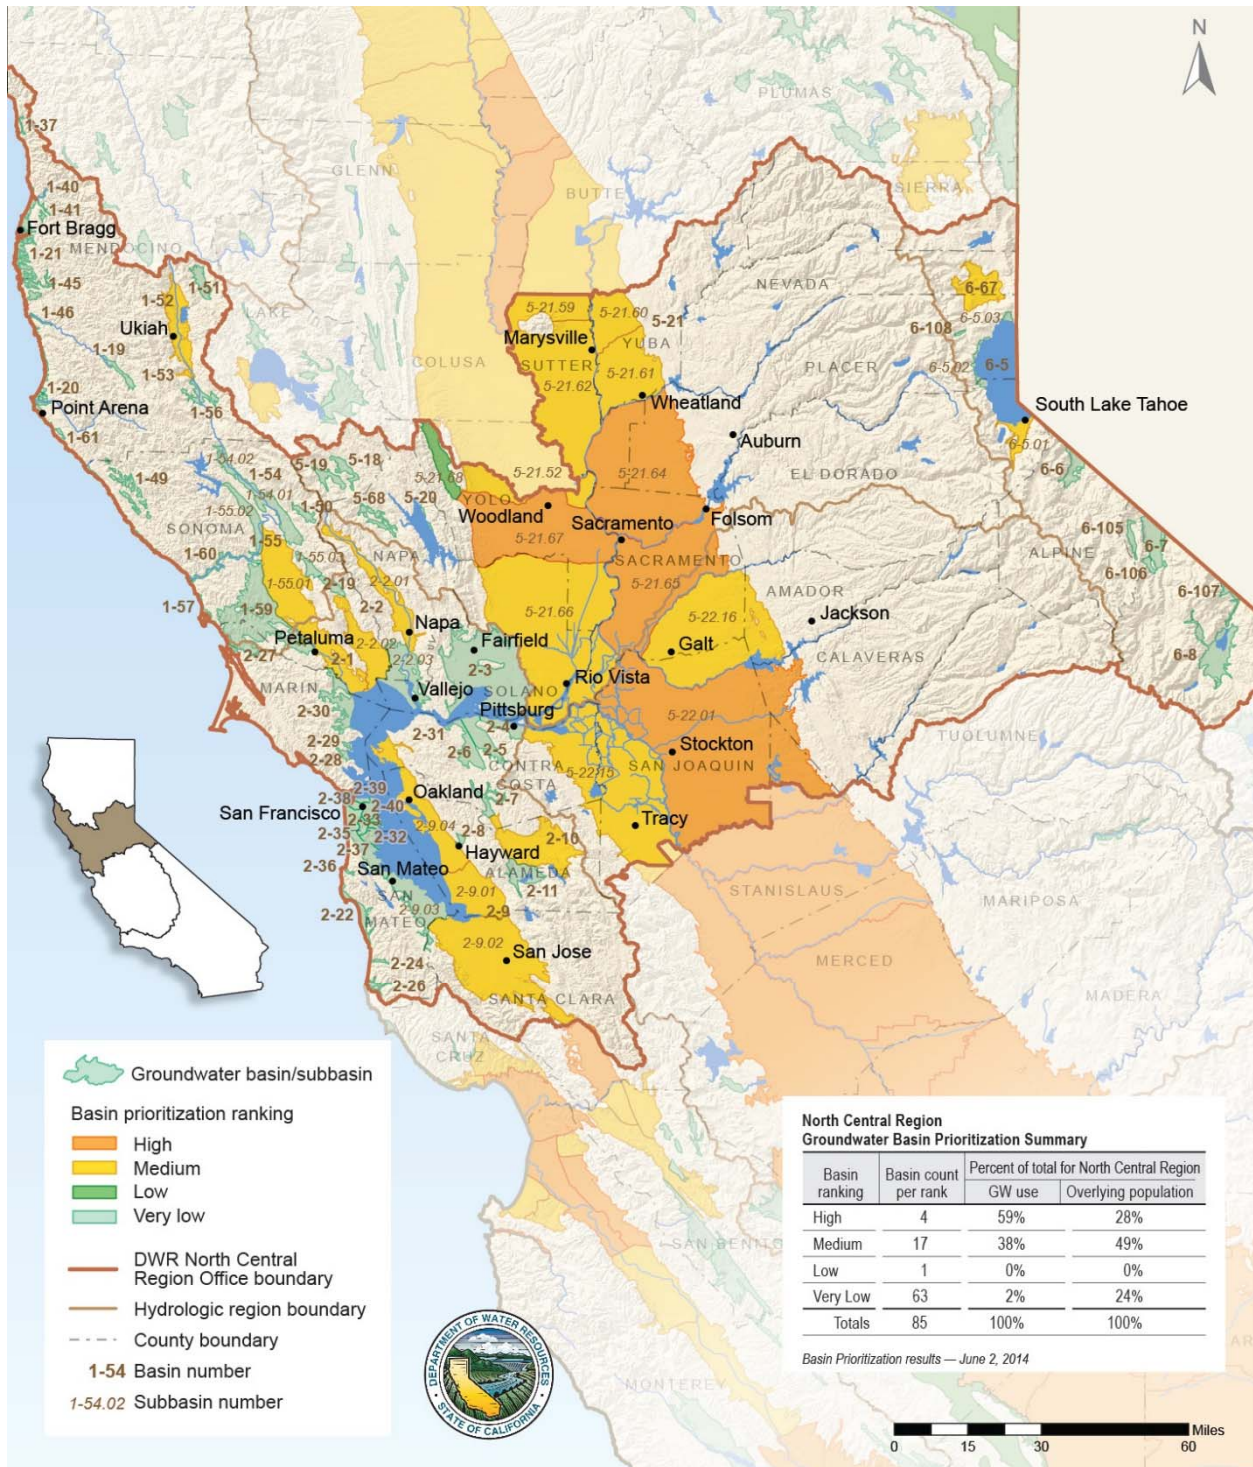 N
PLUMAS
1-37
GLENN
SIERRA
BUTTE
1-40
1-41
Fort Bragg
MENDOCINO
1-21
1-45
1-51
1-52
NEVADA
6-67
1-46
Ukiah
LAKE
5-21.59
5-21.60
5-21
6-5.03
6-108
Marysville
YUBA
1-19
COLUSA
SUTTER
PLACER
6-5.02
6-5
1-53
5-21.61
5-21.62
1-20
Wheatland
Point Arena
1-56
South Lake Tahoe
1-61
Auburn
6-5.01
1-54.02
5-18
5-19
1-54
5-21.68
5-21.52
5-21.64
EL DORADO
6-6
1-49
1-54.01
5-68
5-20
YOLO
1-55.02
1-50
Woodland
Folsom
SONOMA
Sacramento
6-105
1-55
5-21.67
6-7
1-60
1-55.03
NAPA
SACRAMENTO
ALPINE
2-2.01
5-21.65
6-106
1-55.01
2-19
AMADOR
6-107
1-57
1-59
2-2
5-21.66
5-22.16
Jackson
Napa
Petaluma
Fairfield
Galt
2-27
2-1
2-2.02
2-2.03
2-3
CALAVERAS
6-8
MARIN
Vallejo
SOLANO
Rio Vista
2-30
Pittsburg
5-22.01
2-31
2-4
TUOLUMNE
2-29
2-6
2-5
Stockton
2-28
CONTRA
COSTA
5-22.15
SAN JOAQUIN
2-39
Oakland
2-7
2-38
2-40
San Francisco
2-33
2-9.04
2-8
Tracy
2-35
2-32
2-10
2-37
Hayward
2-36
San Mateo
ALAMEDA
2-11
STANISLAUS
SAN
MATEO
2-9.01
MARIPOSA
2-22
2-9.03
2-9
2-9.02
San Jose
2-24
MERCED
2-26
SANTA CLARA
MADERA
SANTA
CRUZ
Groundwater basin/subbasin
Basin prioritization ranking
High
Medium
Low
Very low
DWR North Central
Region Office boundary
Hydrologic region boundary
County boundary
1-54 Basin number
1-54.02 Subbasin number
SAN BENITO
MONTEREY
DEPARTMENT OF WATER RESOURCES
STATE OF CALIFORNIA
North Central Region
Groundwater Basin Prioritization Summary
Basin ranking Basin count per rank Percent of total for North Central Region
GW use Overlying population
High 4 59% 28%
Medium 17 38% 49%
Low 1 0% 0%
Very Low 63 2% 24%
Totals 85 100% 100%
Basin Prioritization results — June 2, 2014
Miles
0 15 30 60